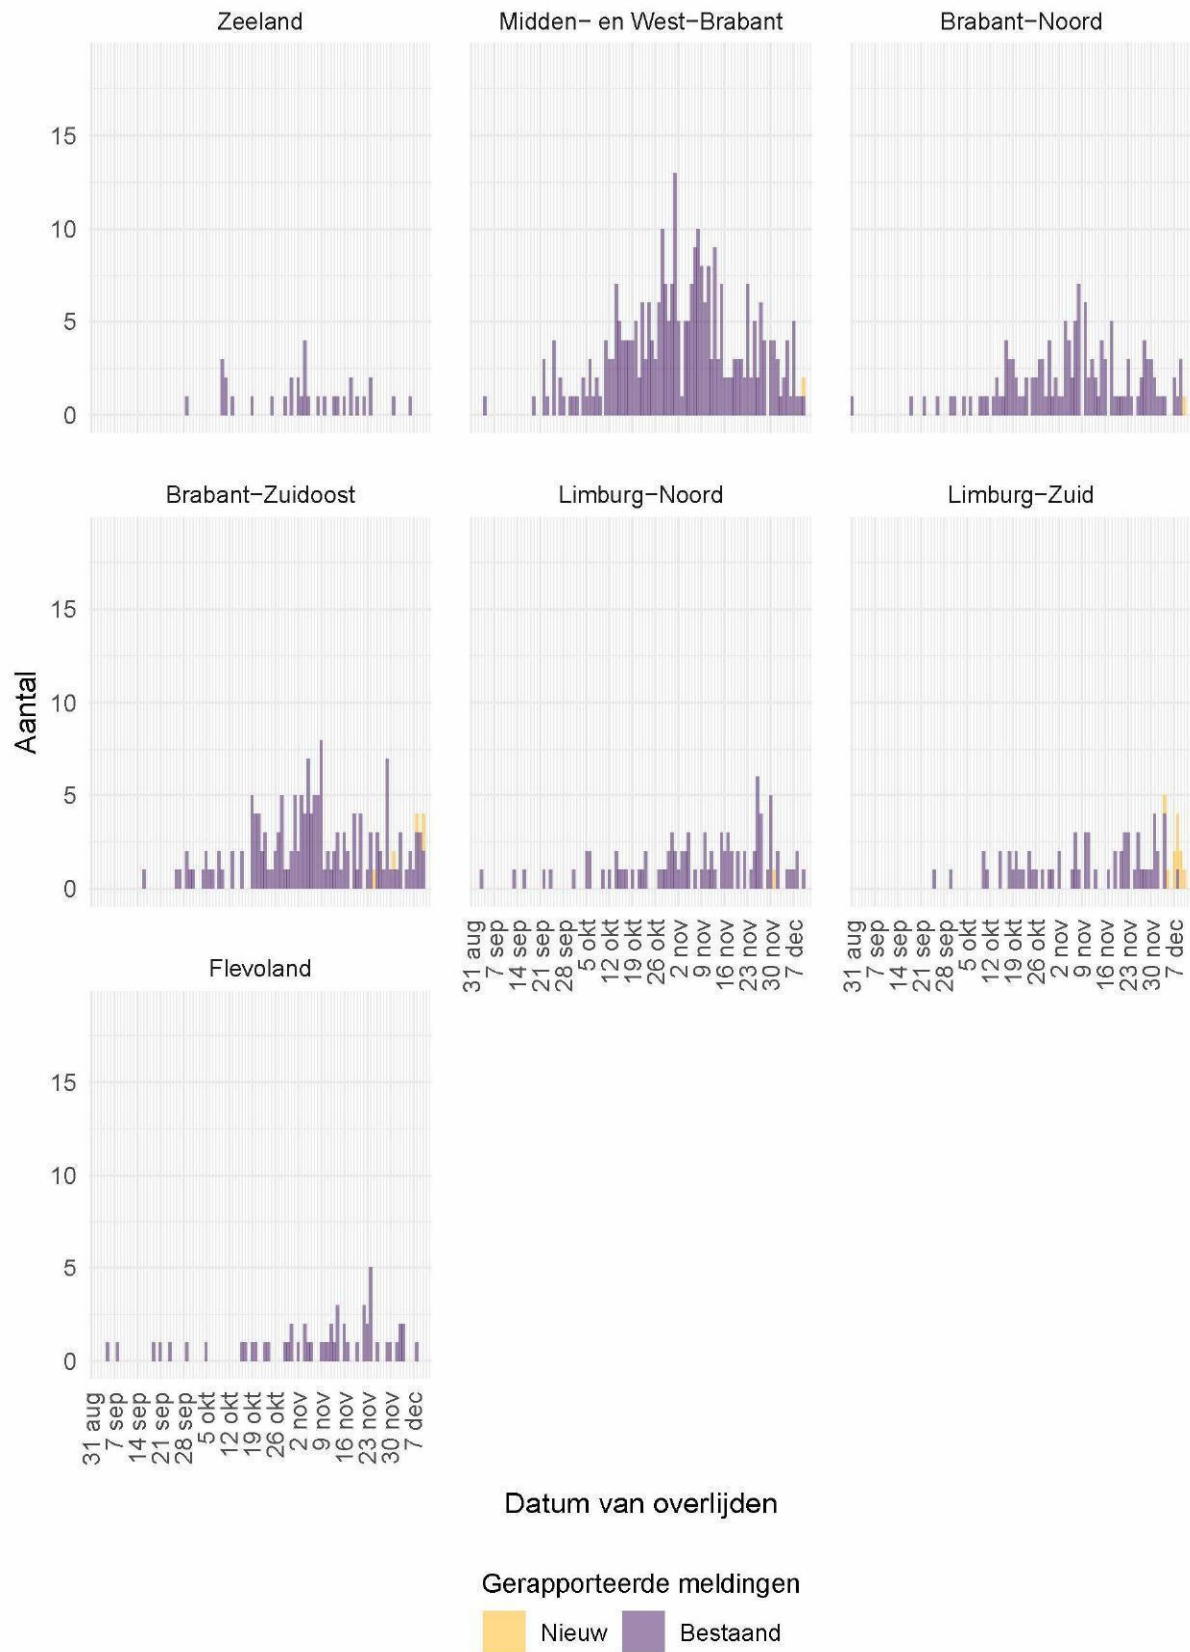 Zeeland
Midden- en West-Brabant
Brabant-Noord
15
10
5
0
Brabant-Zuidoost
Limburg-Noord
Limburg-Zuid
15
10
5
0
Aantal
31 aug
7 sep
14 sep
21 sep
28 sep
5 okt
12 okt
19 okt
26 okt
2 nov
9 nov
16 nov
23 nov
30 nov
7 dec
31 aug
7 sep
14 sep
21 sep
28 sep
5 okt
12 okt
19 okt
26 okt
2 nov
9 nov
16 nov
23 nov
30 nov
7 dec
Flevoland
15
10
5
0
31 aug
7 sep
14 sep
21 sep
28 sep
5 okt
12 okt
19 okt
26 okt
2 nov
9 nov
16 nov
23 nov
30 nov
7 dec
Datum van overlijden
Gerapporteerde meldingen
Nieuw
Bestaand